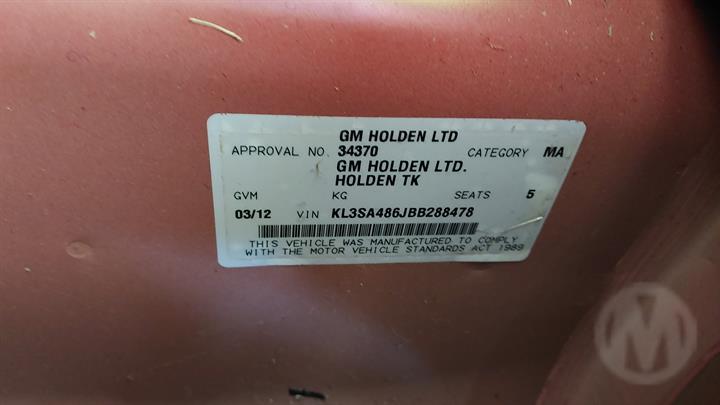 GM HOLDEN LTD
APPROVAL NO. 34370 CATEGORY MA
GM HOLDEN LTD.
HOLDEN TK
GVM KG SEATS 5
03/12 VIN KL3SA486JBB288478
THIS VEHICLE WAS MANUFACTURED TO COMPLY
WITH THE MOTOR VEHICLE STANDARDS ACT 1989
M